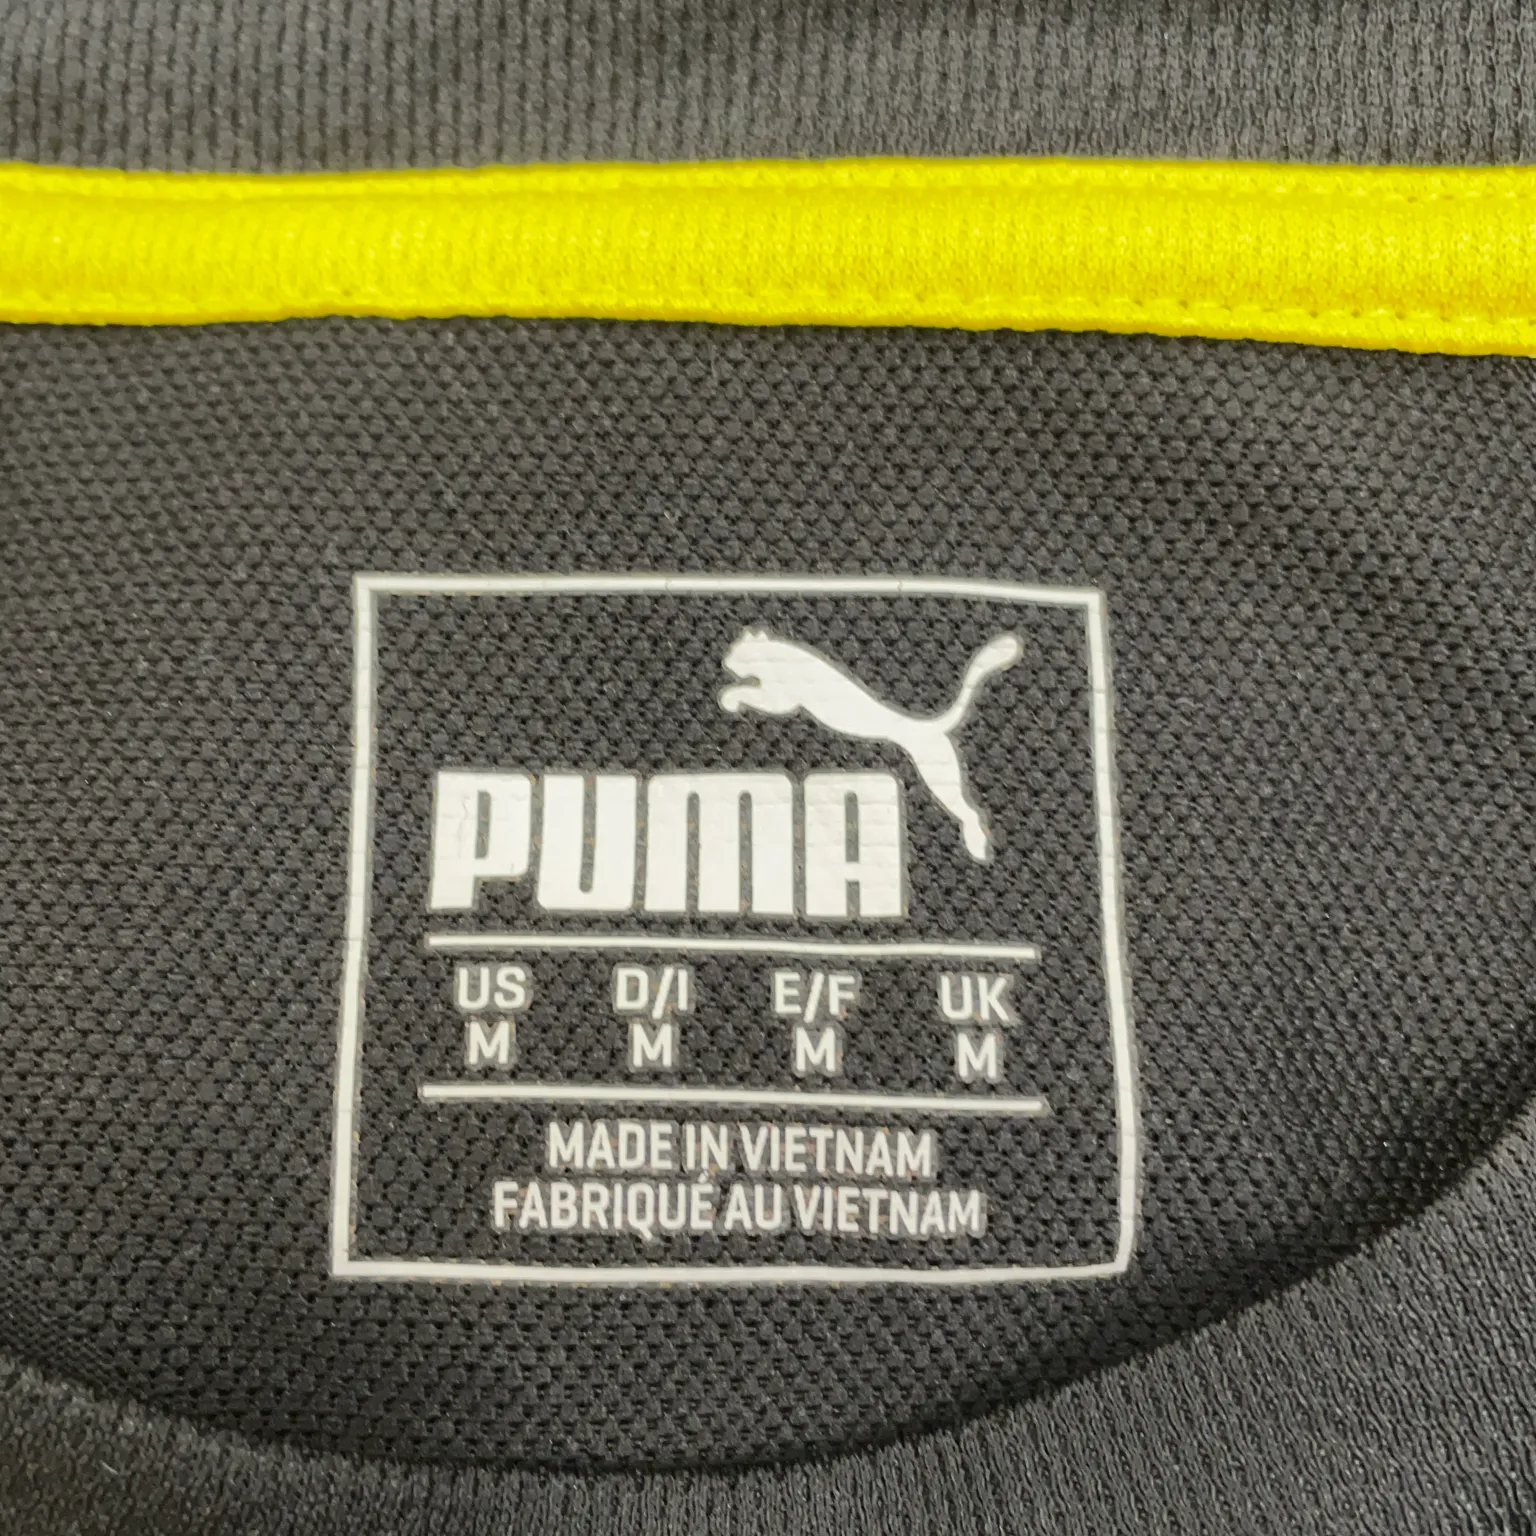 PUMA
US D/I E/F UK
M M M M
MADE IN VIETNAM
FABRIQUÉ AU VIETNAM